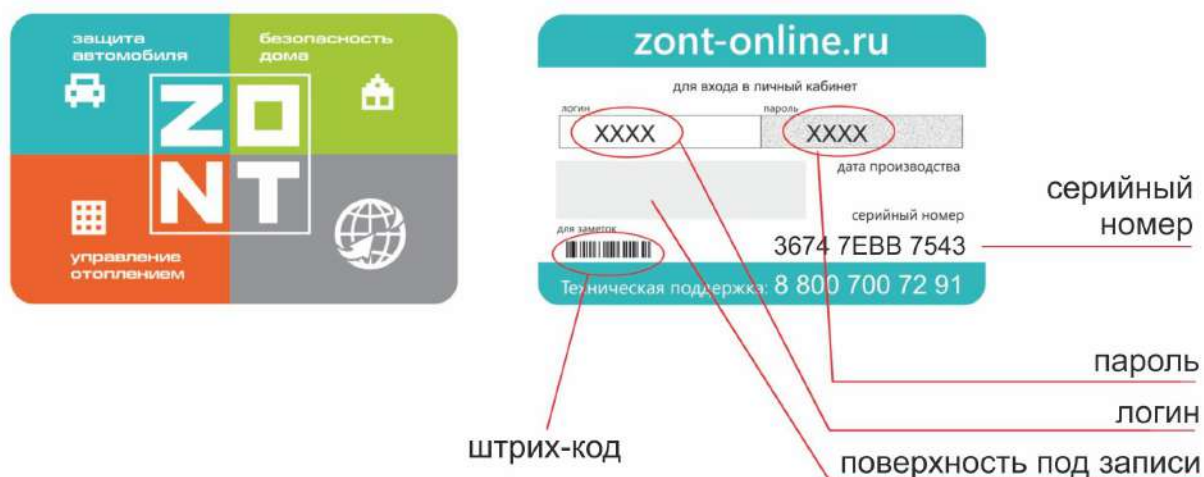 защита
автомобиля
безопасность
дома
ZO
NT
управление
отоплением
zont-online.ru
для входа в личный кабинет
логин
пароль
XXXX
XXXX
дата производства
серийный номер
для заметок
3674 7EBB 7543
Техническая поддержка: 8 800 700 72 91
серийный
номер
пароль
логин
штрих-код
поверхность под записи